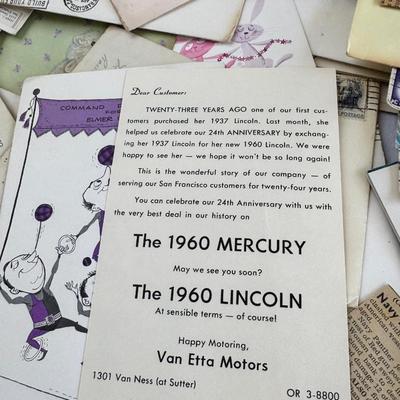 Dear Customer:
TWENTY-THREE YEARS AGO one of our first cus-
tomers purchased her 1937 Lincoln. Last month, she
helped us celebrate our 24th ANNIVERSARY by exchang-
ing her 1937 Lincoln for her new 1960 Lincoln. We were
happy to see her — we hope it won't be so long again!
This is the wonderful story of our company — of
serving our San Francisco customers for twenty-four years.
You can celebrate our 24th Anniversary with us with
the very best deal in our history on
The 1960 MERCURY
May we see you soon?
The 1960 LINCOLN
At sensible terms — of course!
Happy Motoring,
Van Etta Motors
1301 Van Ness (at Sutter)
OR 3-8800
COMMAND
ELMER
Navy